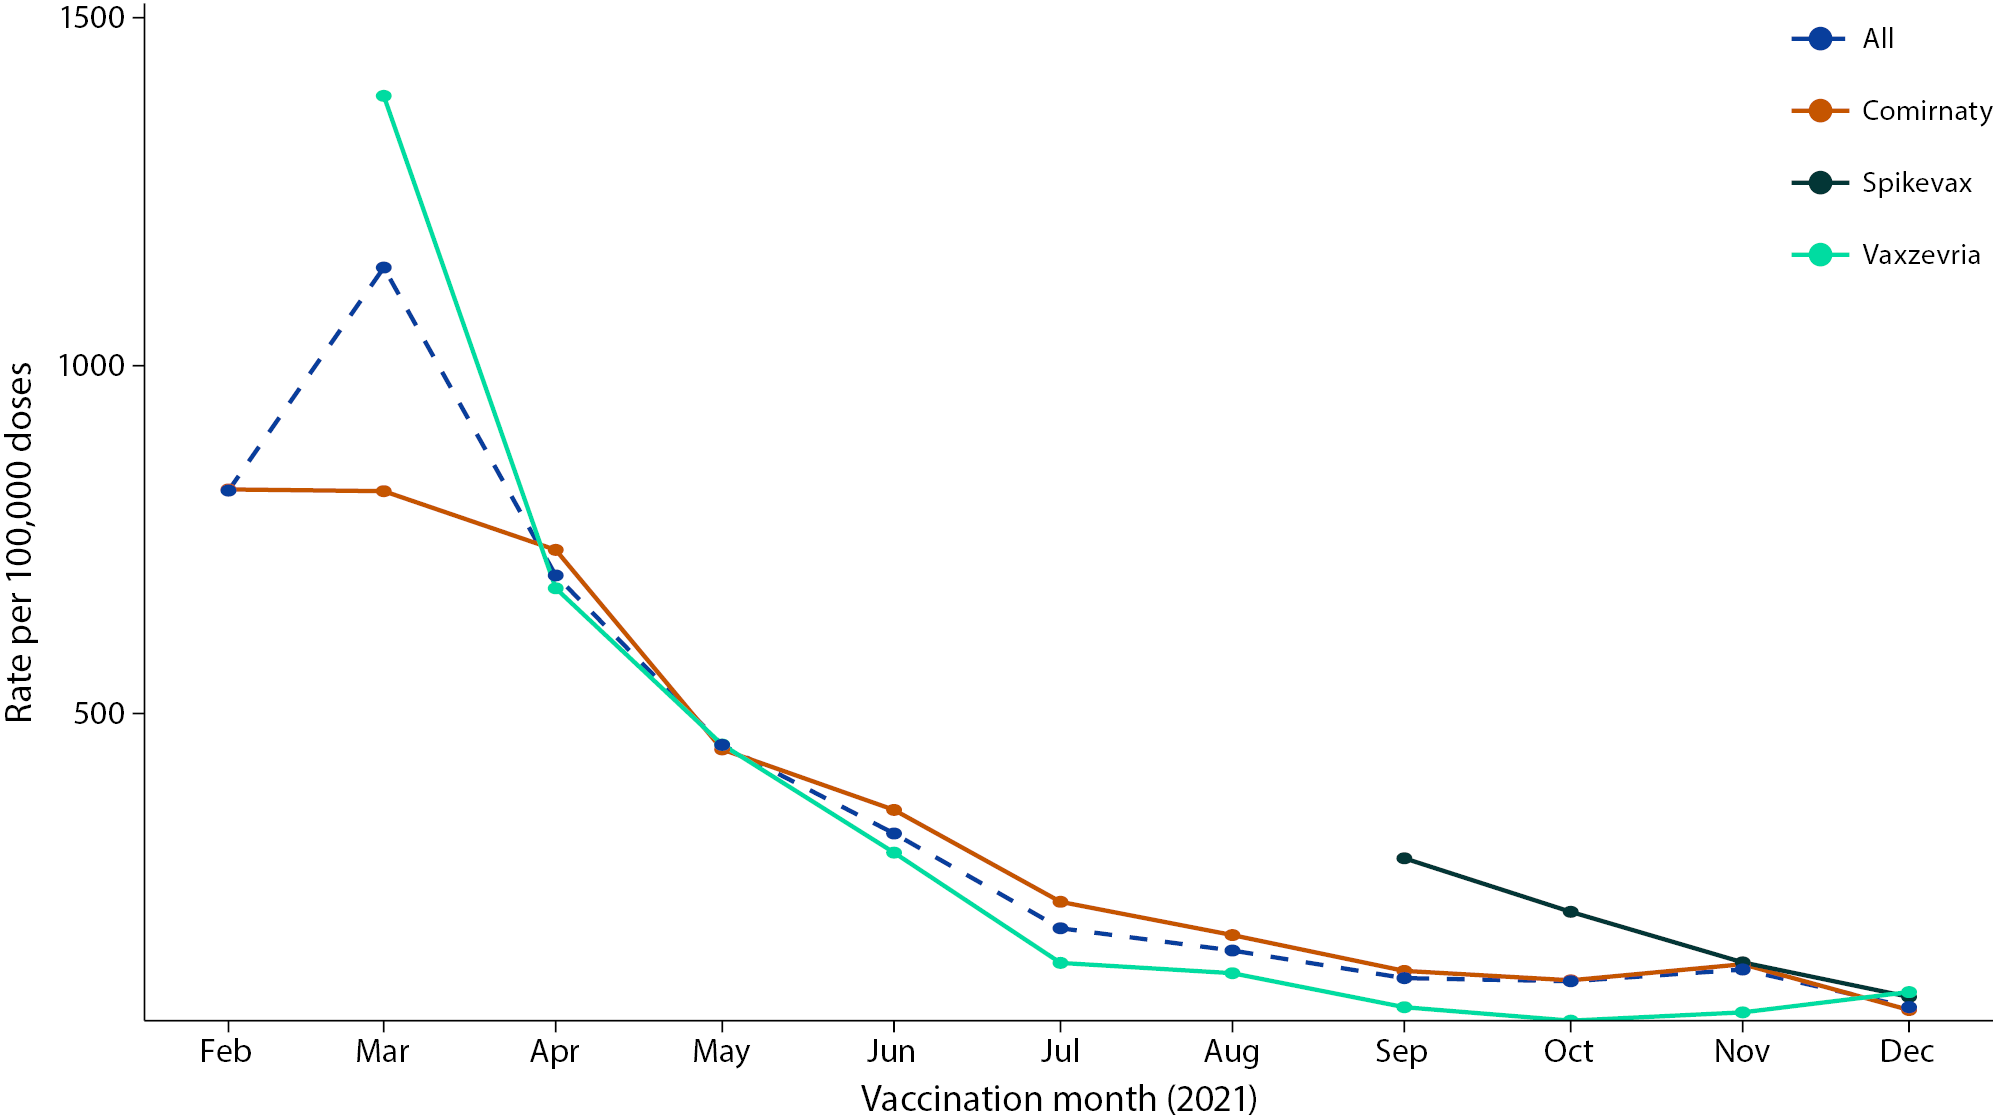 1500
1000
500
Rate per 100,000 doses
All
Comirnaty
Spikevax
Vaxzevria
Feb Mar Apr May Jun Jul Aug Sep Oct Nov Dec
Vaccination month (2021)